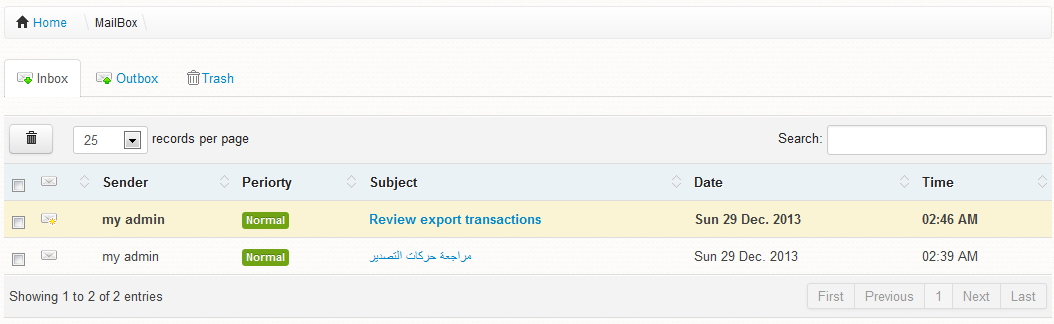 Home MailBox
Inbox Outbox Trash
25 records per page Search:
Sender Periorty Subject Date Time
my admin Normal Review export transactions Sun 29 Dec. 2013 02:46 AM
my admin Normal مراجعة حركات التصدير Sun 29 Dec. 2013 02:39 AM
Showing 1 to 2 of 2 entries First Previous 1 Next Last